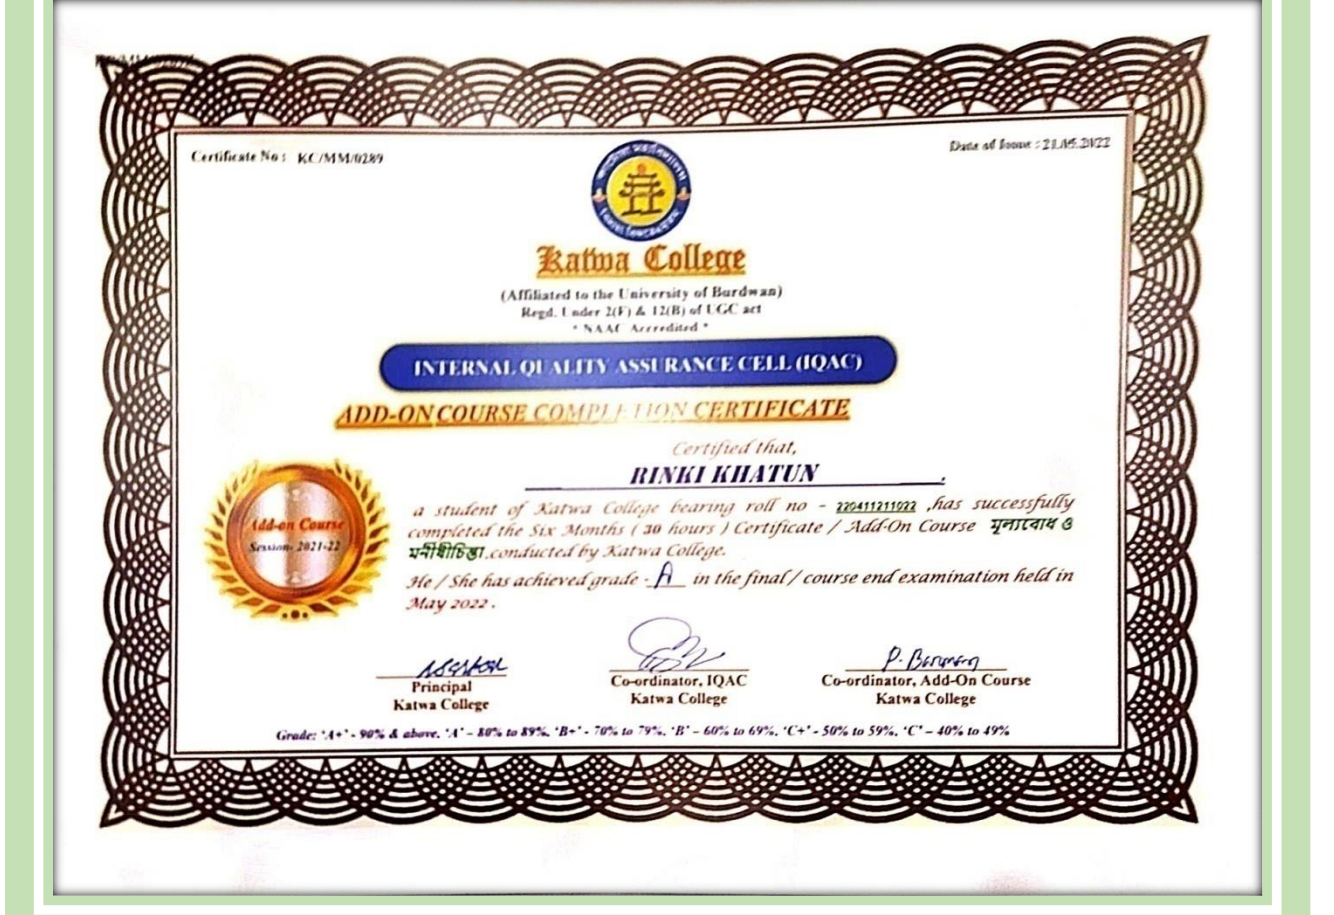 Certificate No : KC/MM/0289
Date of Issue : 21.05.2022
Katwa College
(Affiliated to the University of Burdwan)
Regd. Under 2(F) & 12(B) of UGC act
* NAAC Accredited *
INTERNAL QUALITY ASSURANCE CELL (IQAC)
ADD-ON COURSE COMPLETION CERTIFICATE
Certified that,
RINKI KHATUN .
a student of Katwa College bearing roll no - 220411211022 ,has successfully
completed the Six Months ( 30 hours ) Certificate / Add-On Course মূল্যবোধ ও
মনীষীচিন্তা,conducted by Katwa College.
He / She has achieved grade - A in the final / course end examination held in
May 2022 .
Add-on Course
Session- 2021-22
Principal
Katwa College
Co-ordinator, IQAC
Katwa College
P. Barman
Co-ordinator, Add-On Course
Katwa College
Grade: 'A+' - 90% & above, 'A' – 80% to 89%, 'B+' - 70% to 79%, 'B' – 60% to 69%, 'C+' - 50% to 59%, 'C' – 40% to 49%